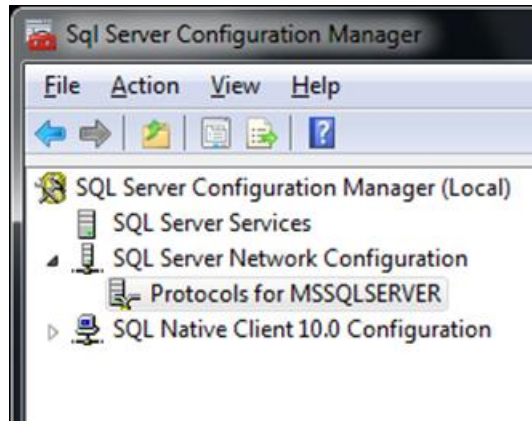 Sql Server Configuration Manager
File Action View Help
SQL Server Configuration Manager (Local)
SQL Server Services
SQL Server Network Configuration
Protocols for MSSQLSERVER
SQL Native Client 10.0 Configuration